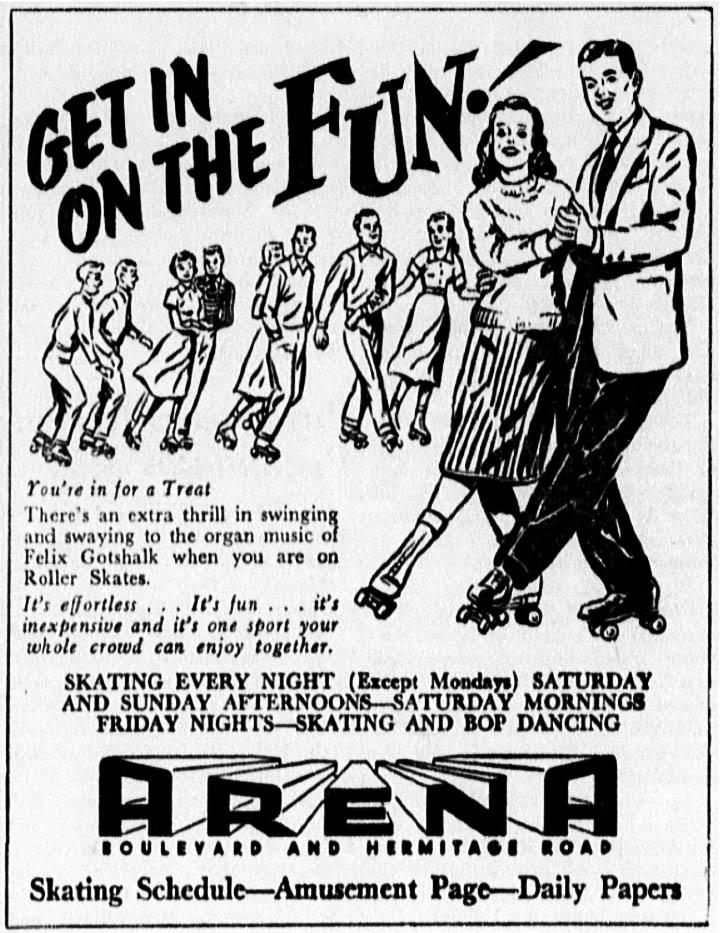 GET IN
ON THE FUN!
You're in for a Treat
There's an extra thrill in swinging
and swaying to the organ music of
Felix Gotshalk when you are on
Roller Skates.
It's effortless . . . It's fun . . . it's
inexpensive and it's one sport your
whole crowd can enjoy together.
SKATING EVERY NIGHT (Except Mondays) SATURDAY
AND SUNDAY AFTERNOONS—SATURDAY MORNINGS
FRIDAY NIGHTS—SKATING AND BOP DANCING
ARENA
BOULEVARD AND HERMITAGE ROAD
Skating Schedule—Amusement Page—Daily Papers